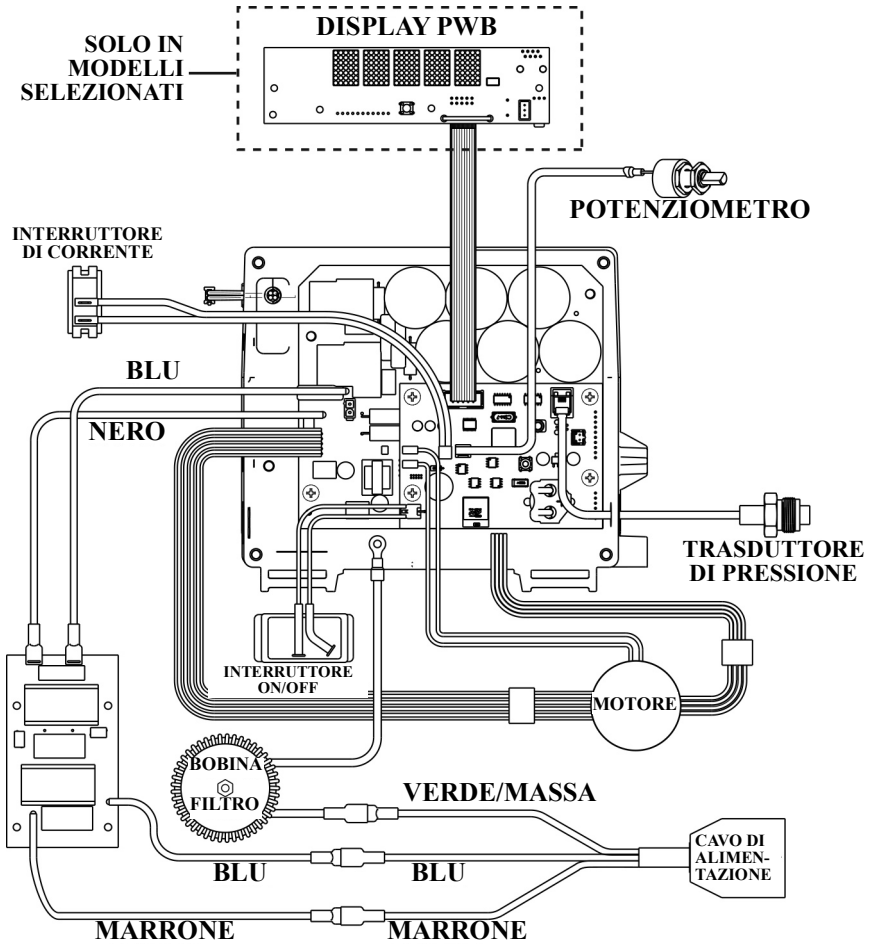 DISPLAY PWB
SOLO IN
MODELLI
SELEZIONATI
POTENZIOMETRO
INTERRUTTORE
DI CORRENTE
BLU
NERO
TRASDUTTORE
DI PRESSIONE
INTERRUTTORE
ON/OFF
MOTORE
BOBINA
FILTRO
VERDE/MASSA
CAVO DI
ALIMEN-
TAZIONE
BLU
BLU
MARRONE
MARRONE